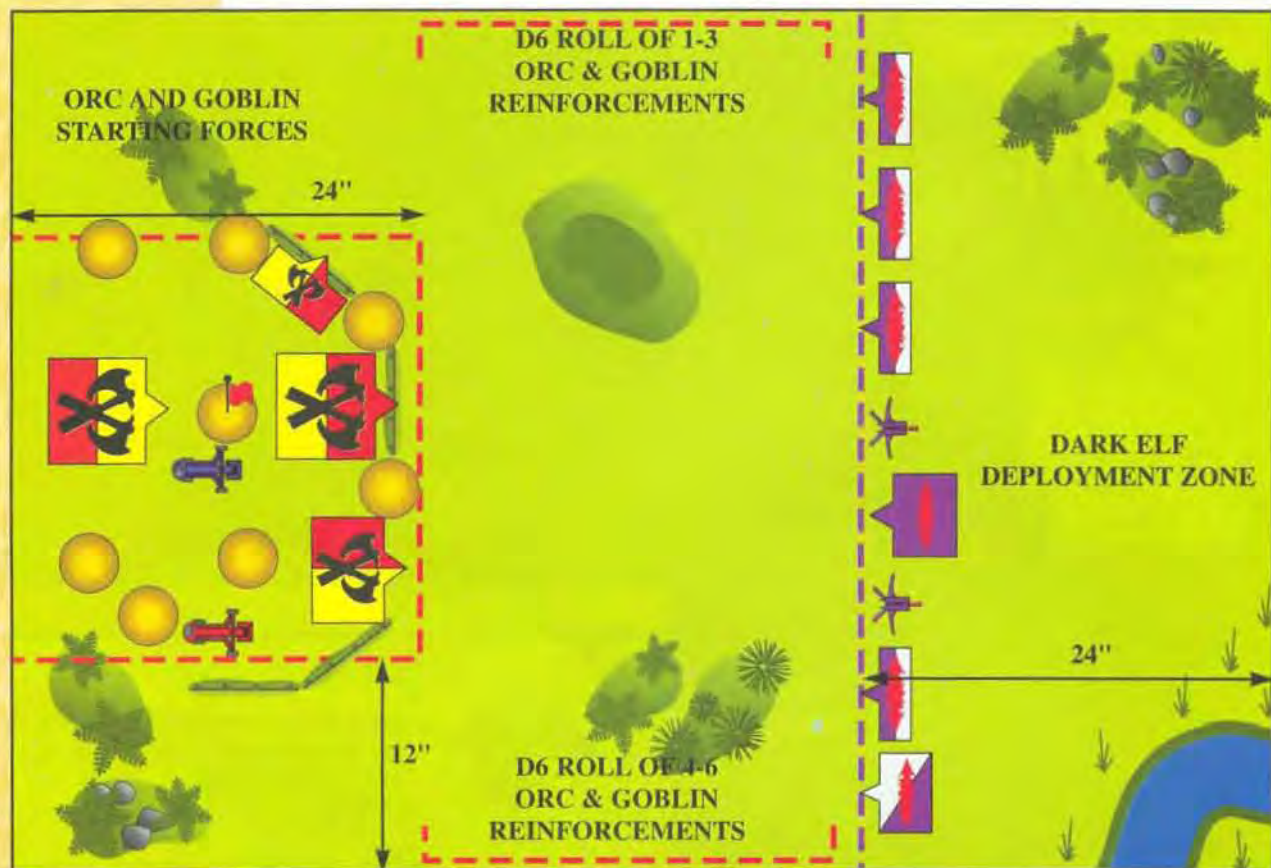 D6 ROLL OF 1-3
ORC & GOBLIN
REINFORCEMENTS
ORC AND GOBLIN
STARTING FORCES
24"
DARK ELF
DEPLOYMENT ZONE
24"
12"
D6 ROLL OF 4-6
ORC & GOBLIN
REINFORCEMENTS